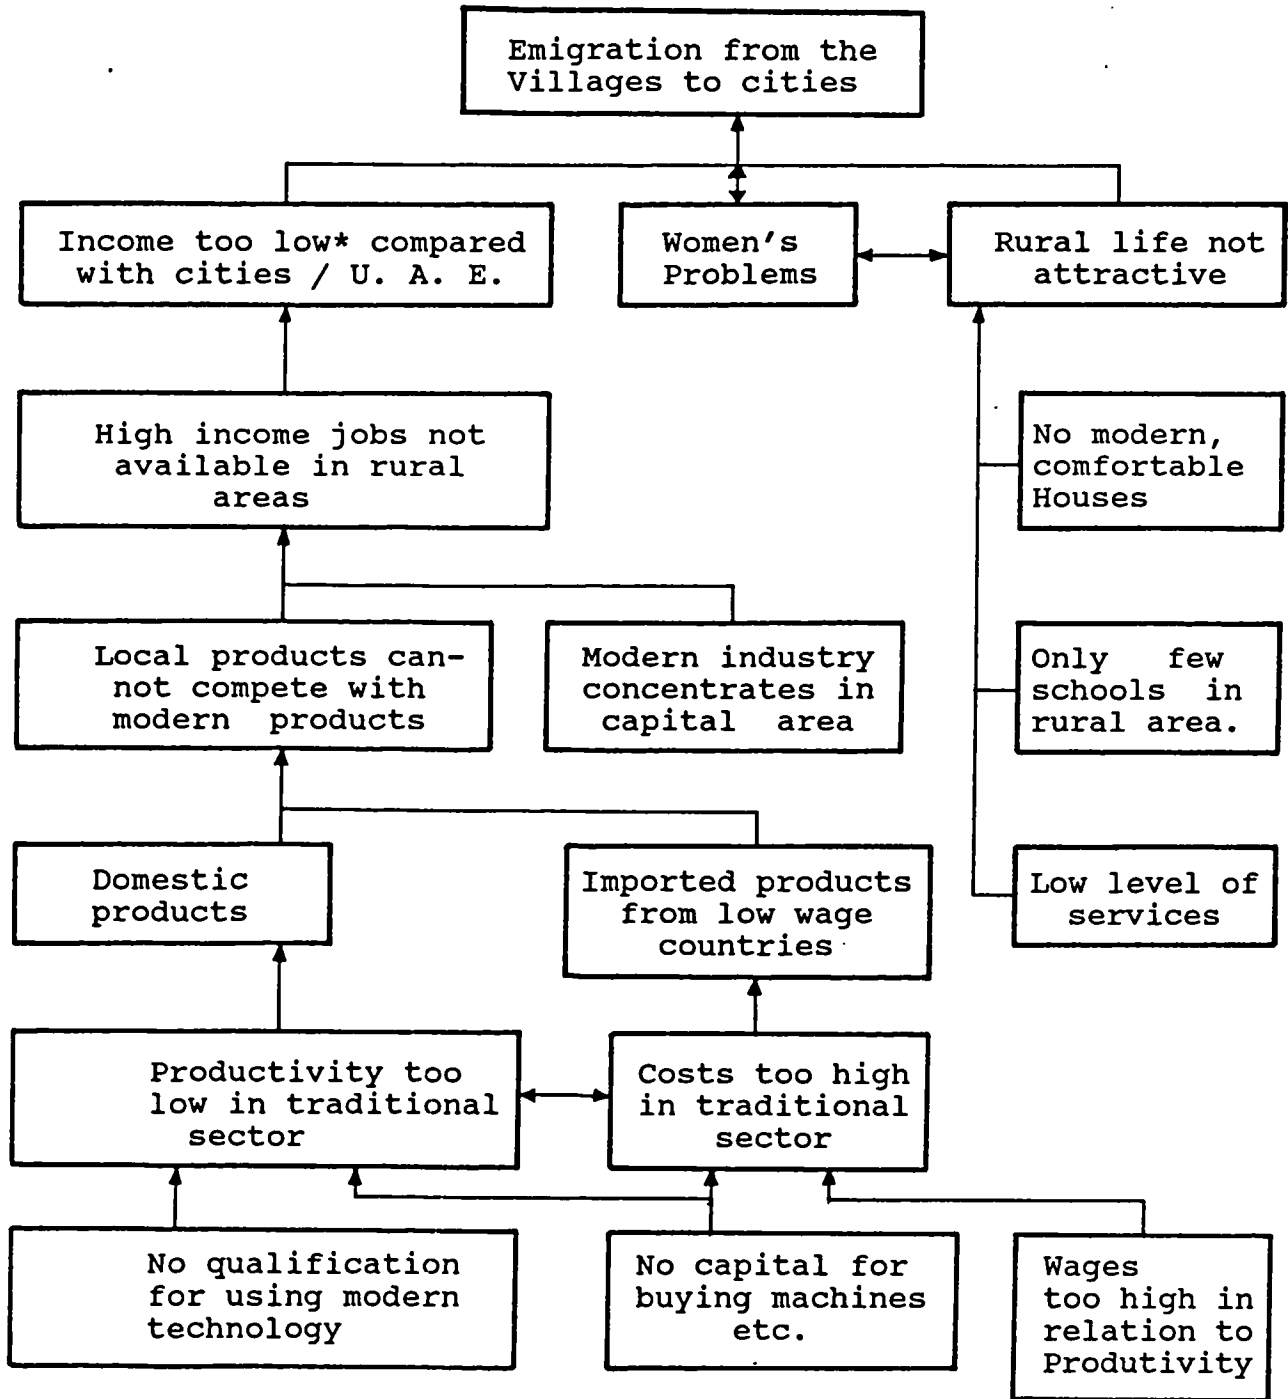 Emigration from the
Villages to cities
Income too low* compared
with cities / U. A. E.
Women's
Problems
Rural life not
attractive
High income jobs not
available in rural
areas
No modern,
comfortable
Houses
Local products can-
not compete with
modern products
Modern industry
concentrates in
capital area
Only few
schools in
rural area.
Domestic
products
Imported products
from low wage
countries
Low level of
services
Productivity too
low in traditional
sector
Costs too high
in traditional
sector
No qualification
for using modern
technology
No capital for
buying machines
etc.
Wages
too high in
relation to
Produtivity